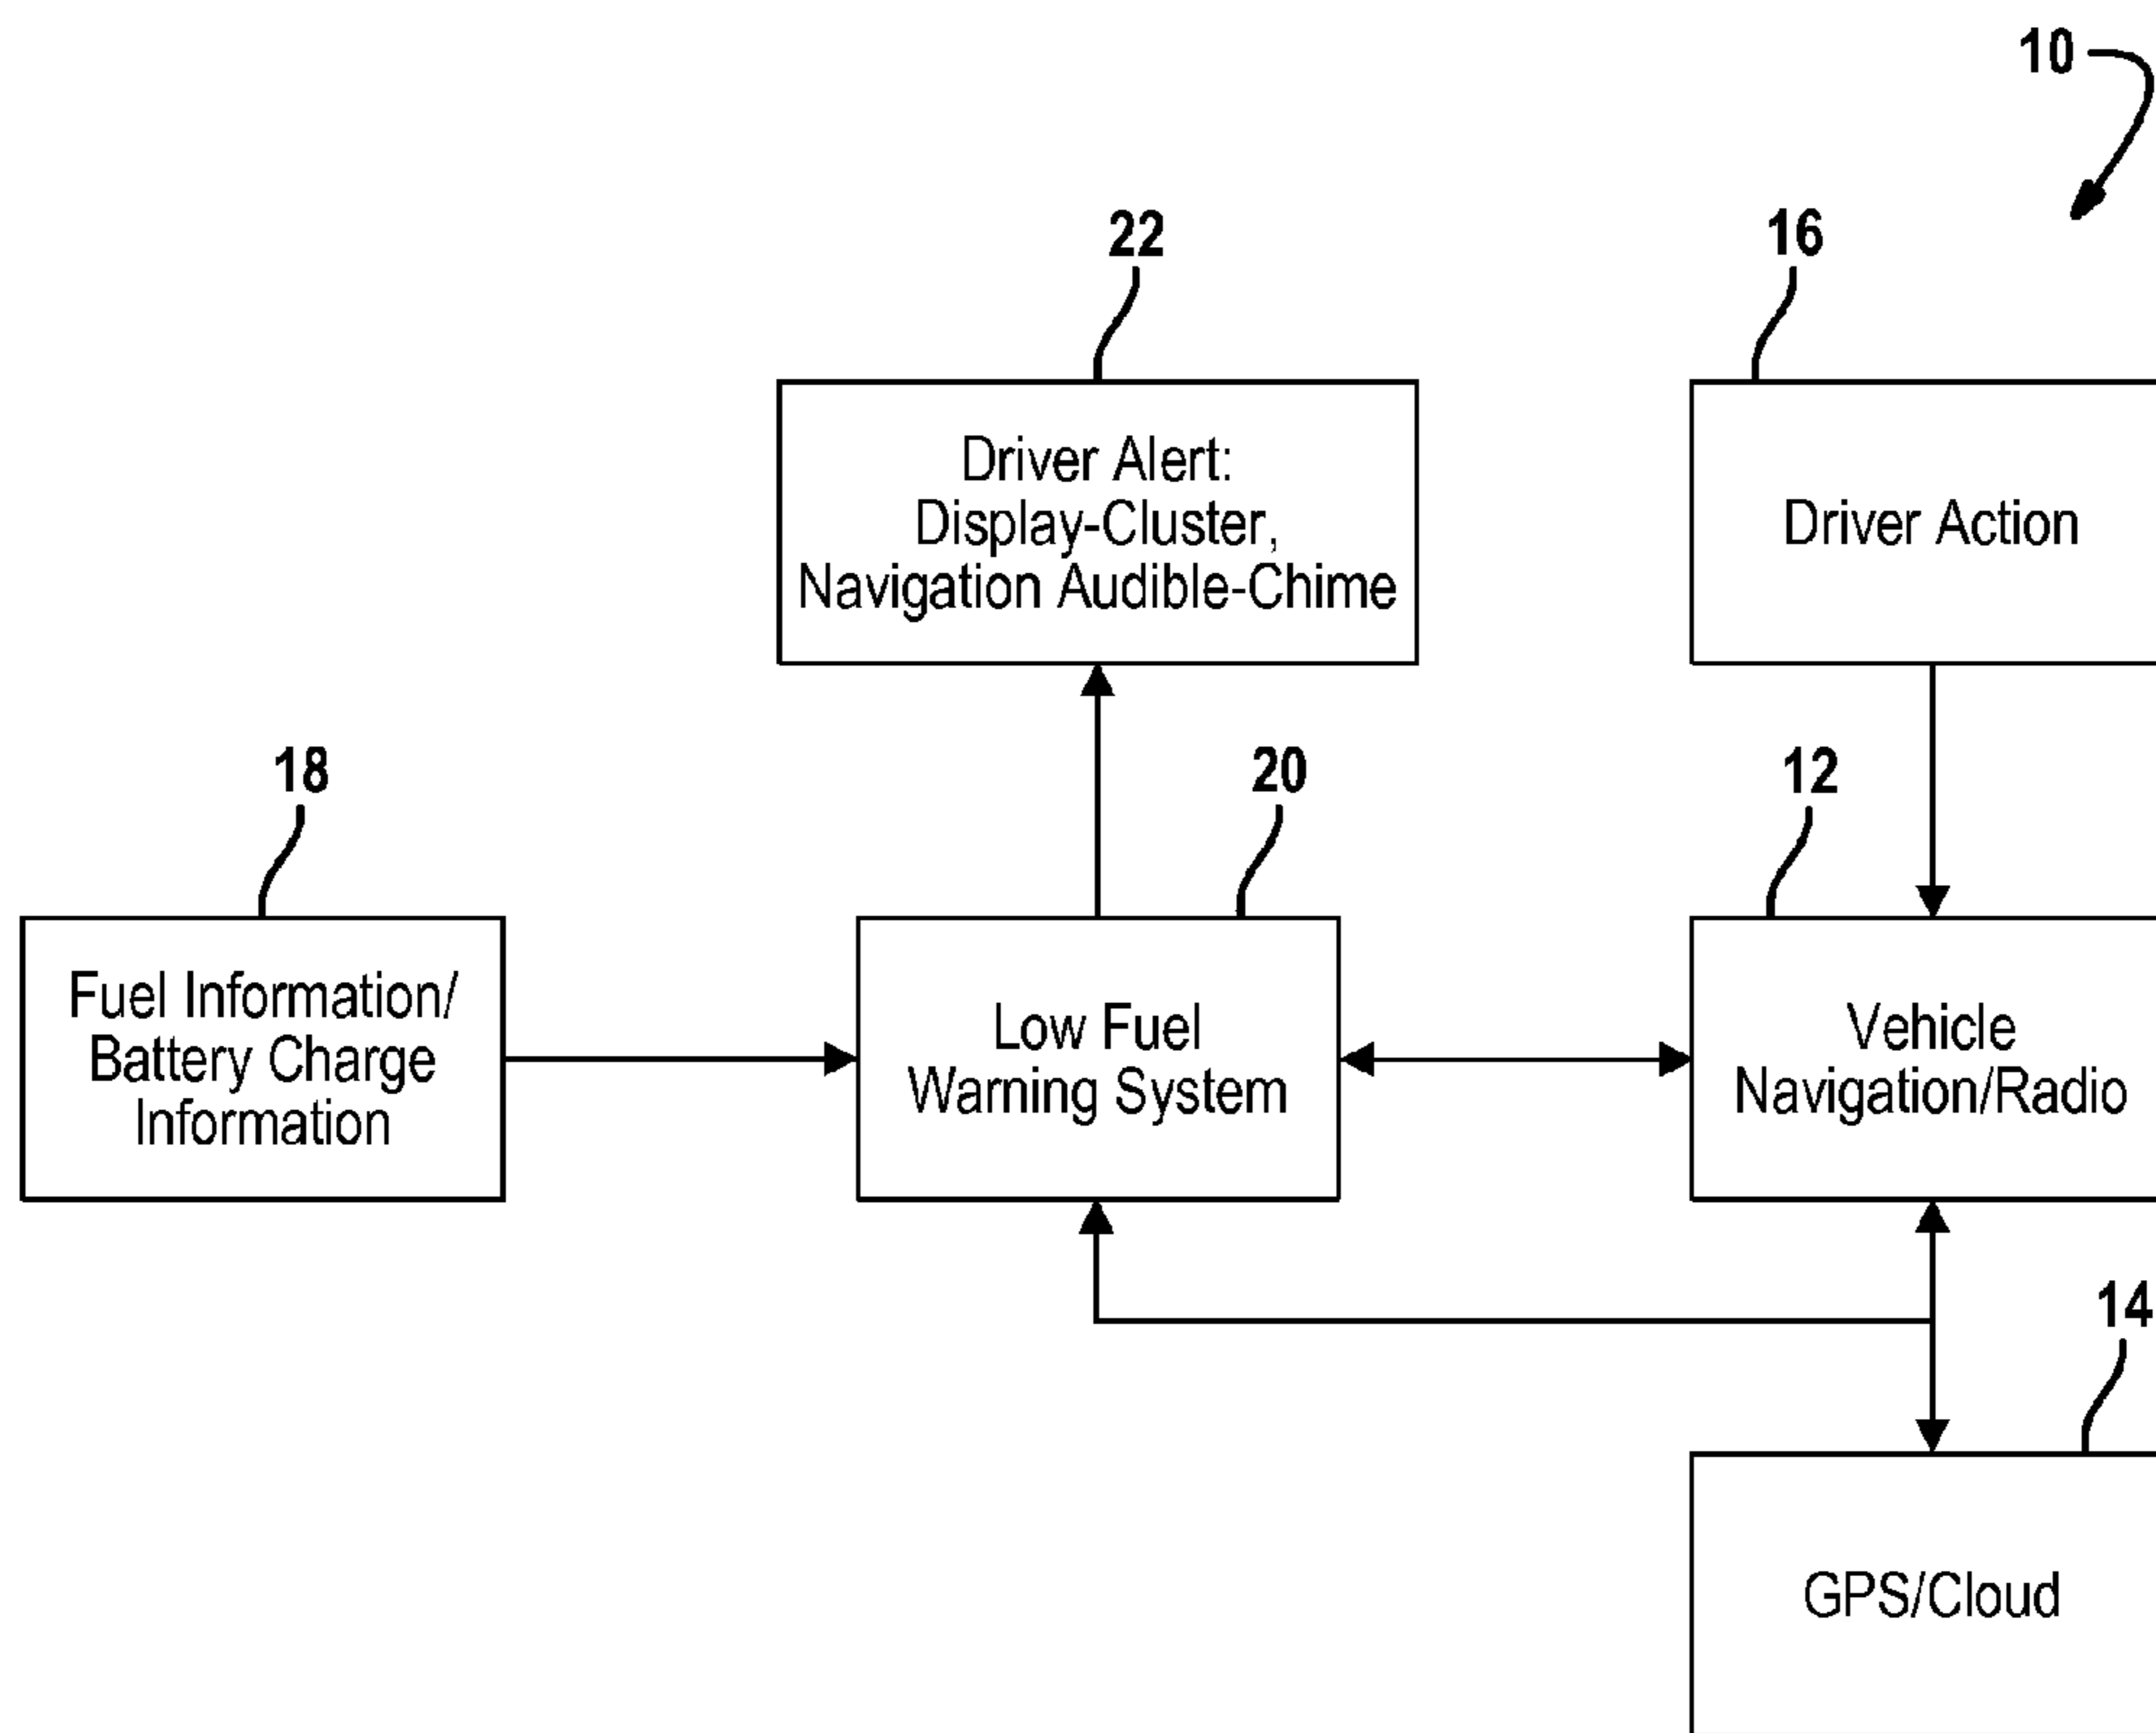 10
22
16
Driver Alert:
Display-Cluster,
Navigation Audible-Chime
Driver Action
18
20
12
Fuel Information/
Battery Charge
Information
Low Fuel
Warning System
Vehicle
Navigation/Radio
14
GPS/Cloud